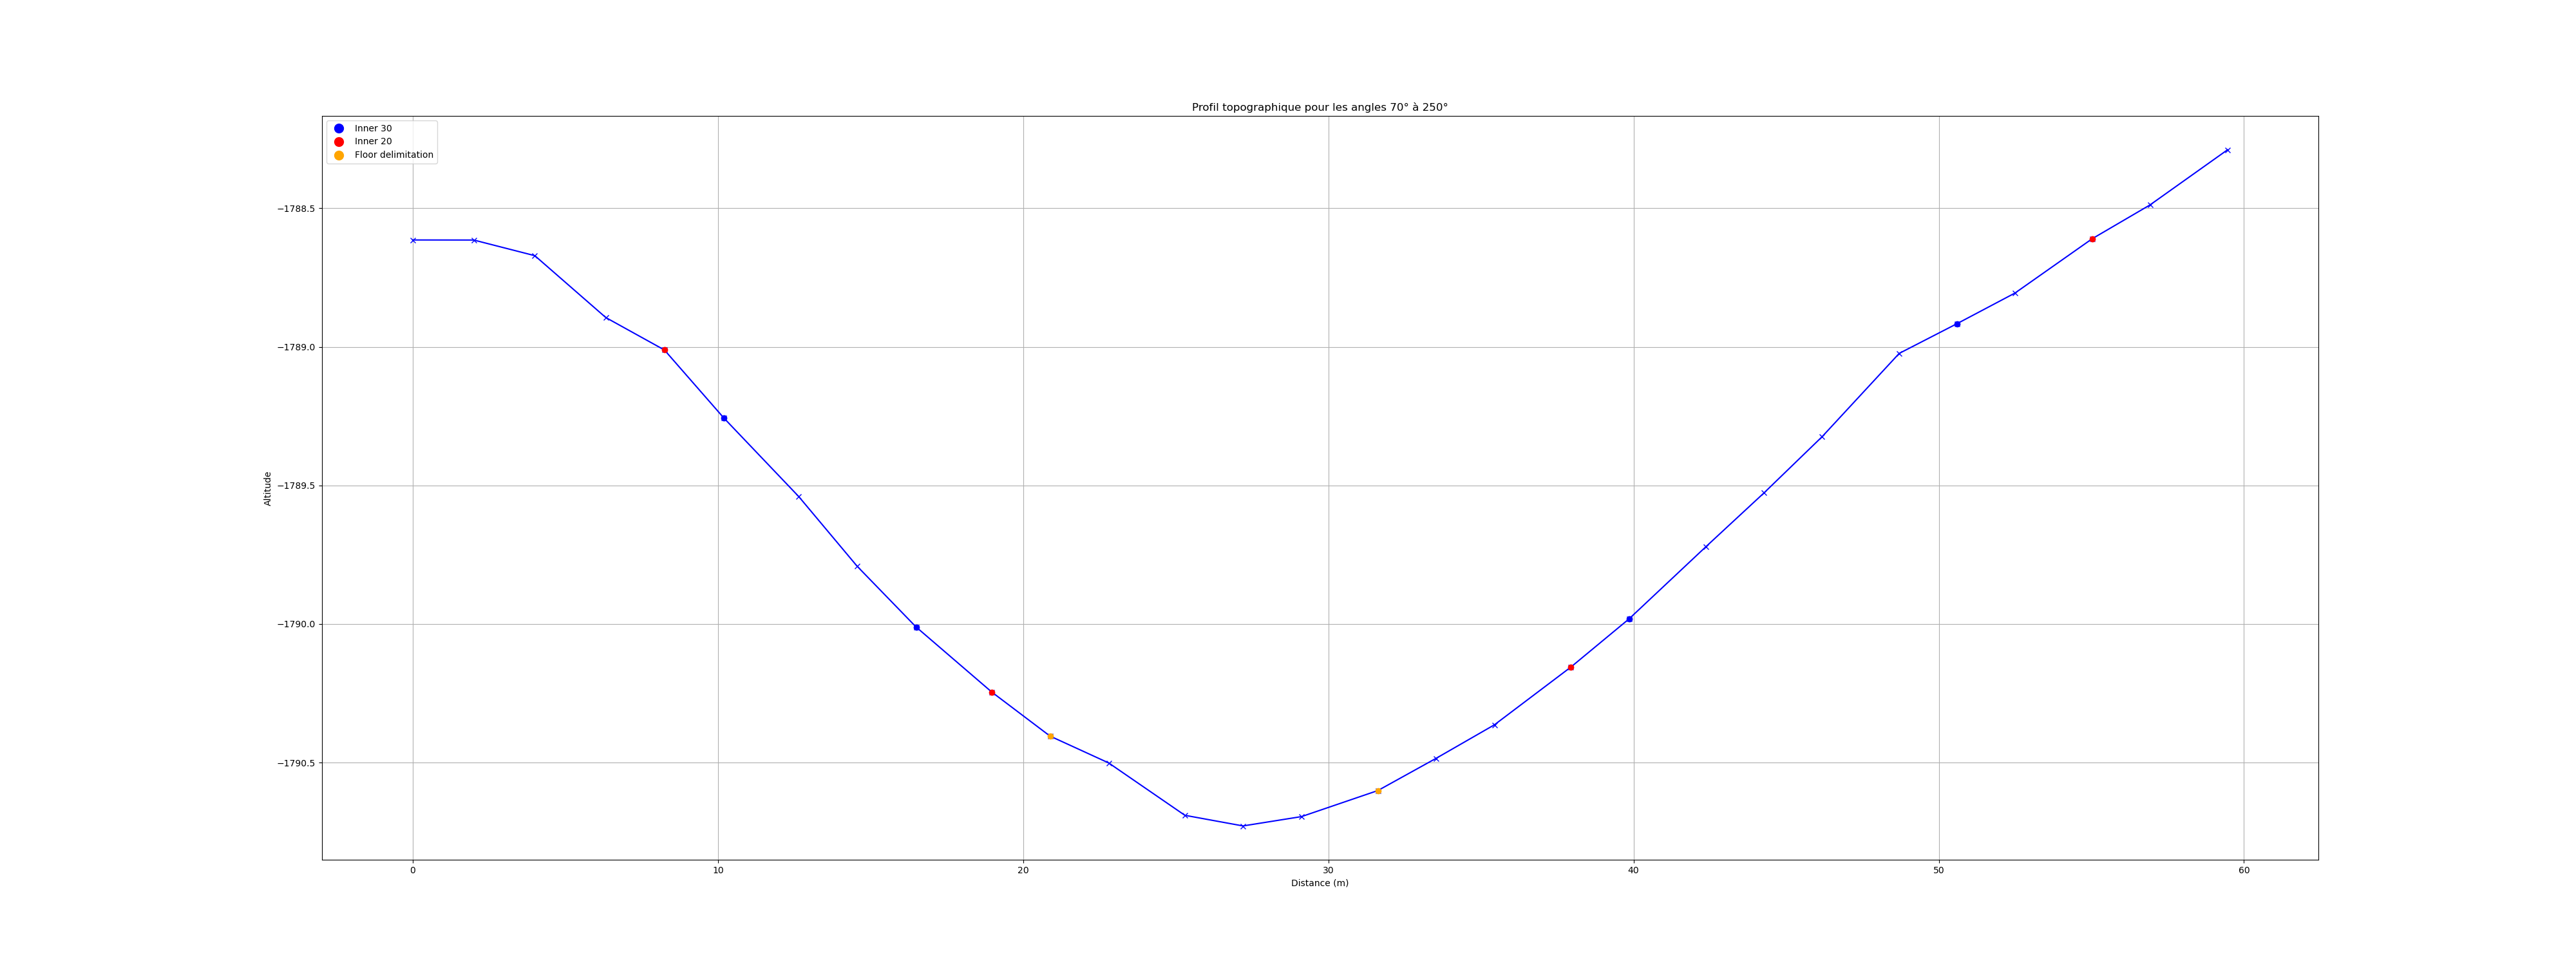 Profil topographique pour les angles 70° à 250°
Inner 30
Inner 20
Floor delimitation
−1788.5
−1789.0
−1789.5
−1790.0
−1790.5
Altitude
0 10 20 30 40 50 60
Distance (m)